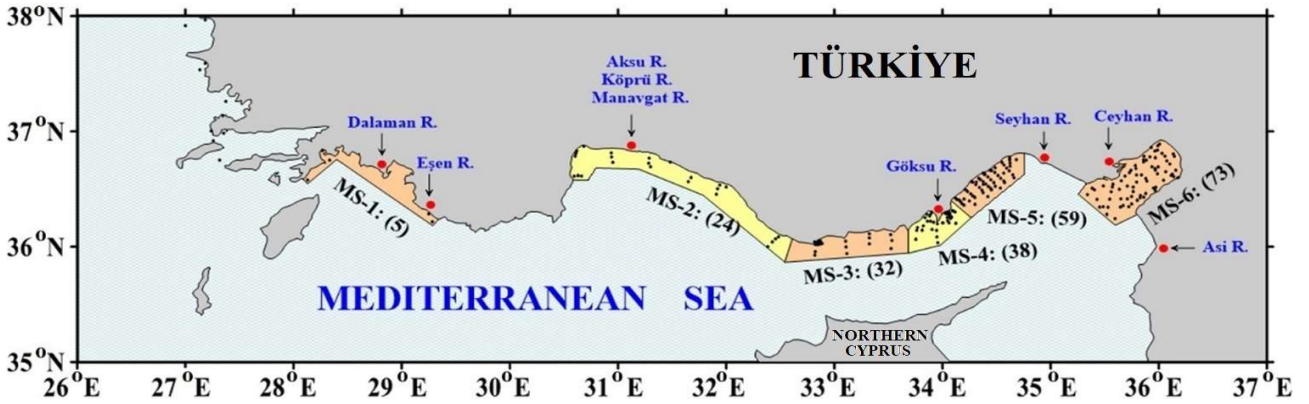 38°N
TÜRKİYE
Aksu R.
Köprü R.
Manavgat R.
37°N
Dalaman R.
Seyhan R.
Ceyhan R.
Eşen R.
Göksu R.
MS-1: (5)
MS-2: (24)
MS-3: (32)
MS-4: (38)
MS-5: (59)
MS-6: (73)
36°N
Asi R.
MEDITERRANEAN SEA
NORTHERN
CYPRUS
35°N
26°E 27°E 28°E 29°E 30°E 31°E 32°E 33°E 34°E 35°E 36°E 37°E